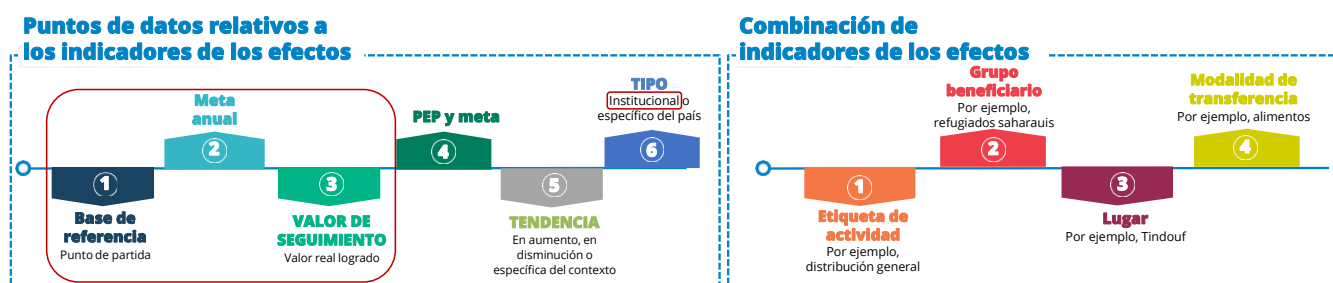 Puntos de datos relativos a
los indicadores de los efectos
1
Base de
referencia
Punto de partida
Meta
anual
2
3
VALOR DE
SEGUIMIENTO
Valor real logrado
PEP y meta
4
5
TENDENCIA
En aumento, en
disminución o
específica del contexto
TIPO
Institucional o
específico del país
6
Combinación de
indicadores de los efectos
1
Etiqueta de
actividad
Por ejemplo,
distribución general
Grupo
beneficiario
Por ejemplo,
refugiados saharauis
2
3
Lugar
Por ejemplo, Tindouf
Modalidad de
transferencia
Por ejemplo, alimentos
4